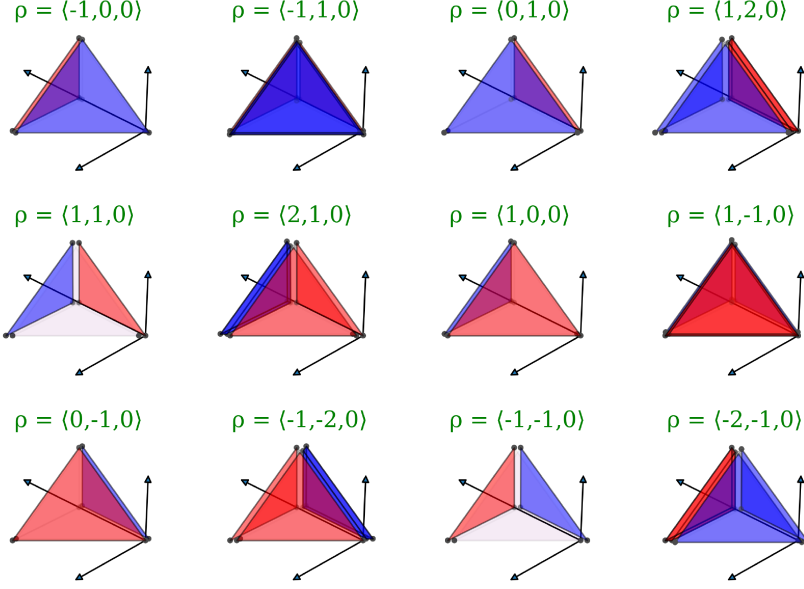 ρ = ⟨-1,0,0⟩ ρ = ⟨-1,1,0⟩ ρ = ⟨0,1,0⟩ ρ = ⟨1,2,0⟩
ρ = ⟨1,1,0⟩ ρ = ⟨2,1,0⟩ ρ = ⟨1,0,0⟩ ρ = ⟨1,-1,0⟩
ρ = ⟨0,-1,0⟩ ρ = ⟨-1,-2,0⟩ ρ = ⟨-1,-1,0⟩ ρ = ⟨-2,-1,0⟩